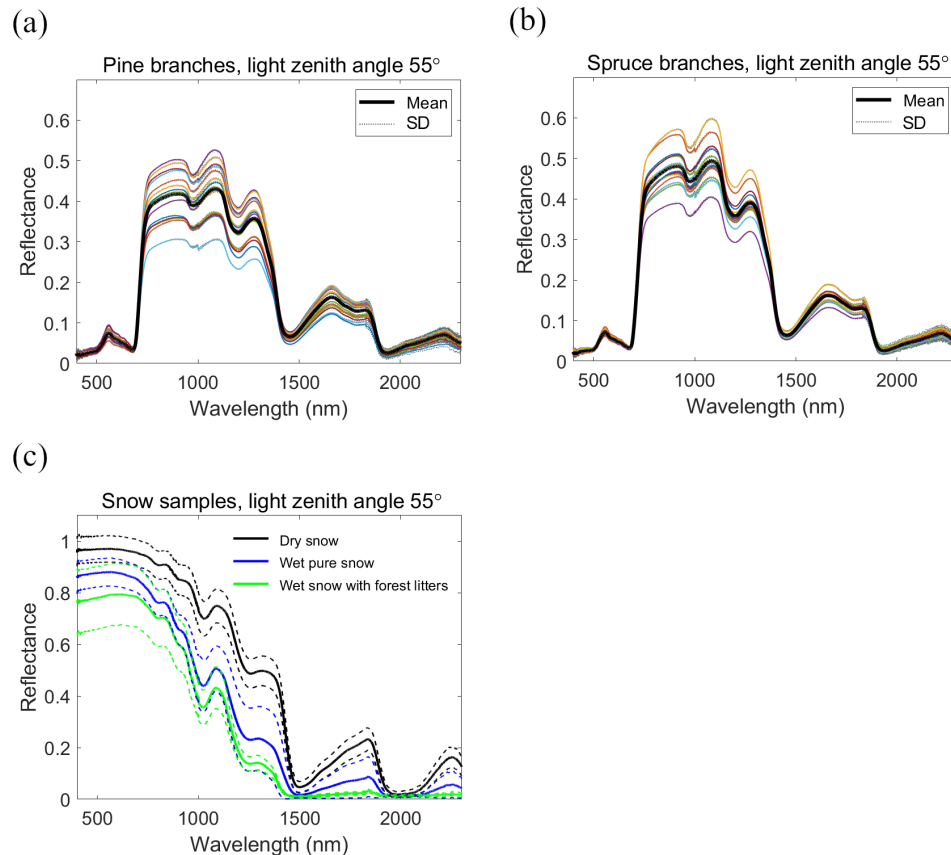 (a)
Pine branches, light zenith angle 55°
Mean
SD
0.6
0.5
0.4
0.3
0.2
0.1
0
Reflectance
500 1000 1500 2000
Wavelength (nm)
(b)
Spruce branches, light zenith angle 55°
Mean
SD
0.6
0.5
0.4
0.3
0.2
0.1
0
Reflectance
500 1000 1500 2000
Wavelength (nm)
(c)
Snow samples, light zenith angle 55°
Dry snow
Wet pure snow
Wet snow with forest litters
1
0.8
0.6
0.4
0.2
0
Reflectance
500 1000 1500 2000
Wavelength (nm)